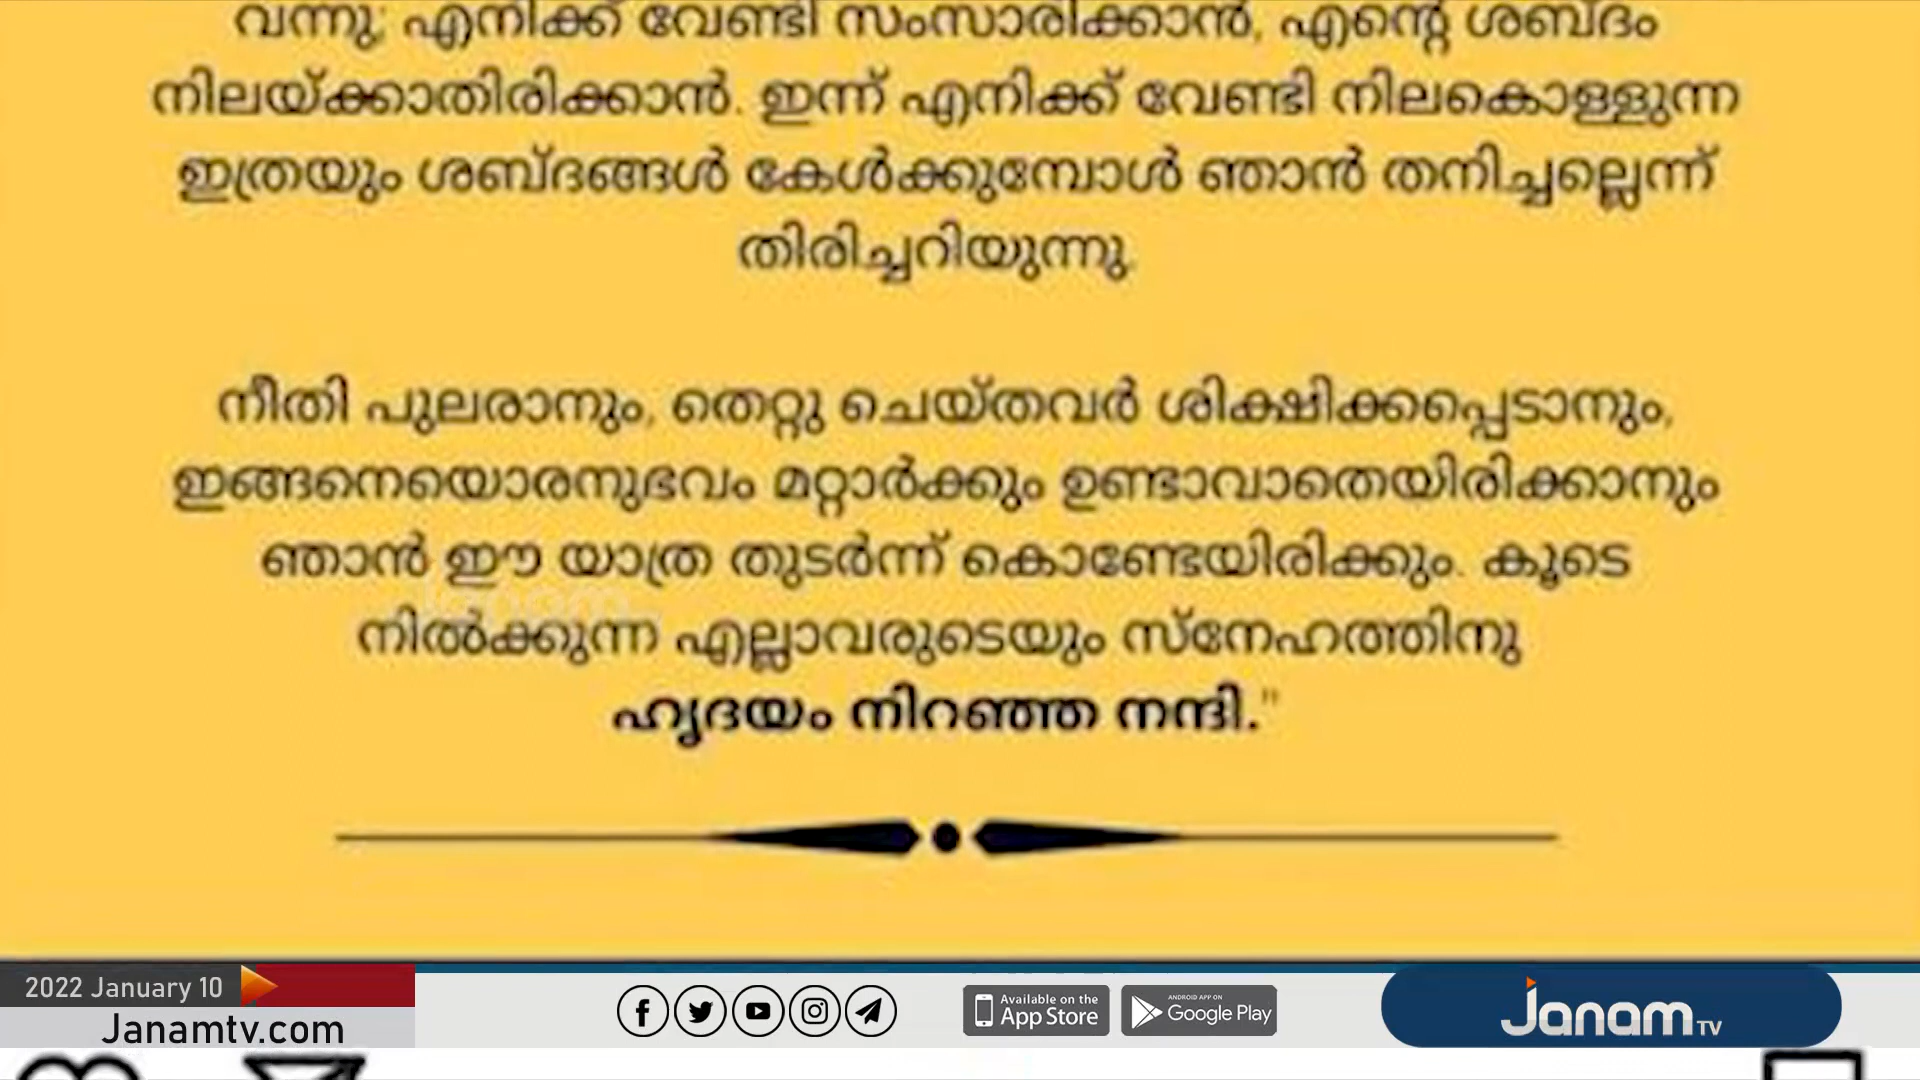 വന്നു; എനിക്ക് വേണ്ടി സംസാരിക്കാൻ, എന്റെ ശബ്ദം
നിലയ്ക്കാതിരിക്കാൻ. ഇന്ന് എനിക്ക് വേണ്ടി നിലകൊള്ളുന്ന
ഇത്രയും ശബ്ദങ്ങൾ കേൾക്കുമ്പോൾ ഞാൻ തനിച്ചല്ലെന്ന്
തിരിച്ചറിയുന്നു.
നീതി പുലരാനും, തെറ്റു ചെയ്തവർ ശിക്ഷിക്കപ്പെടാനും,
ഇങ്ങനെയൊരനുഭവം മറ്റാർക്കും ഉണ്ടാവാതെയിരിക്കാനും
ഞാൻ ഈ യാത്ര തുടർന്ന് കൊണ്ടേയിരിക്കും. കൂടെ
നിൽക്കുന്ന എല്ലാവരുടെയും സ്നേഹത്തിനു
ഹൃദയം നിറഞ്ഞ നന്ദി."
Janam
2022 January 10
Janamtv.com
Available on the
App Store
ANDROID APP ON
Google Play
Janam TV